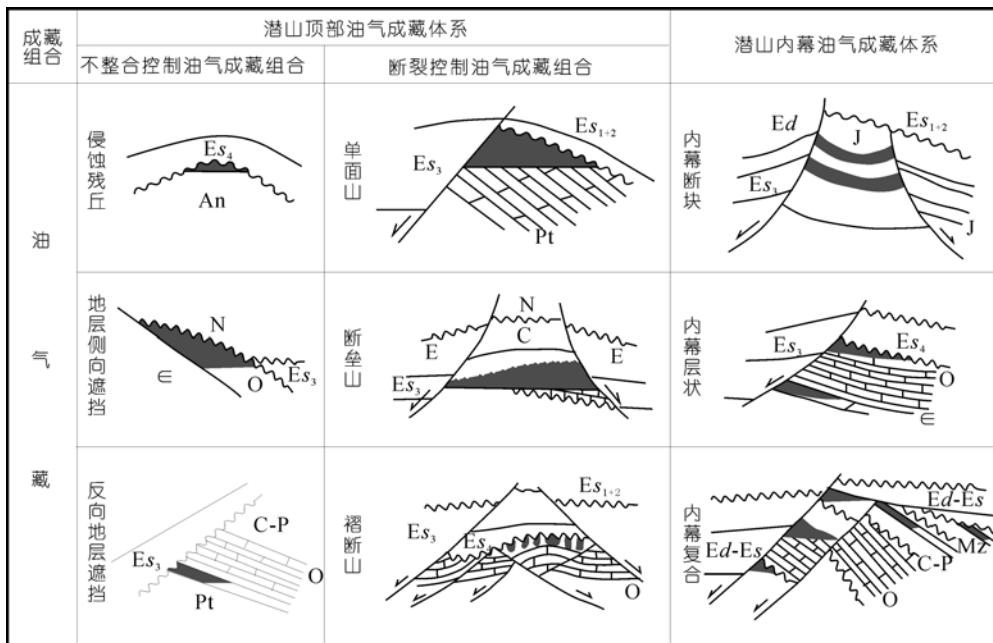 成藏组合
潜山顶部油气成藏体系
潜山内幕油气成藏体系
不整合控制油气成藏组合
断裂控制油气成藏组合
油气藏
侵蚀残丘
Es4
An
单面山
Es3
Es1+2
Pt
内幕断块
Ed
J
Es1+2
Es3
J
地层侧向遮挡
N
∈
O
Es3
断垒山
N
C
E
E
Es3
内幕层状
Es3
Es4
O
∈
反向地层遮挡
C-P
Es3
O
Pt
褶断山
Es1+2
Es3
Es4
O
内幕复合
Ed-Es
Ed-Es
Mz
C-P
O